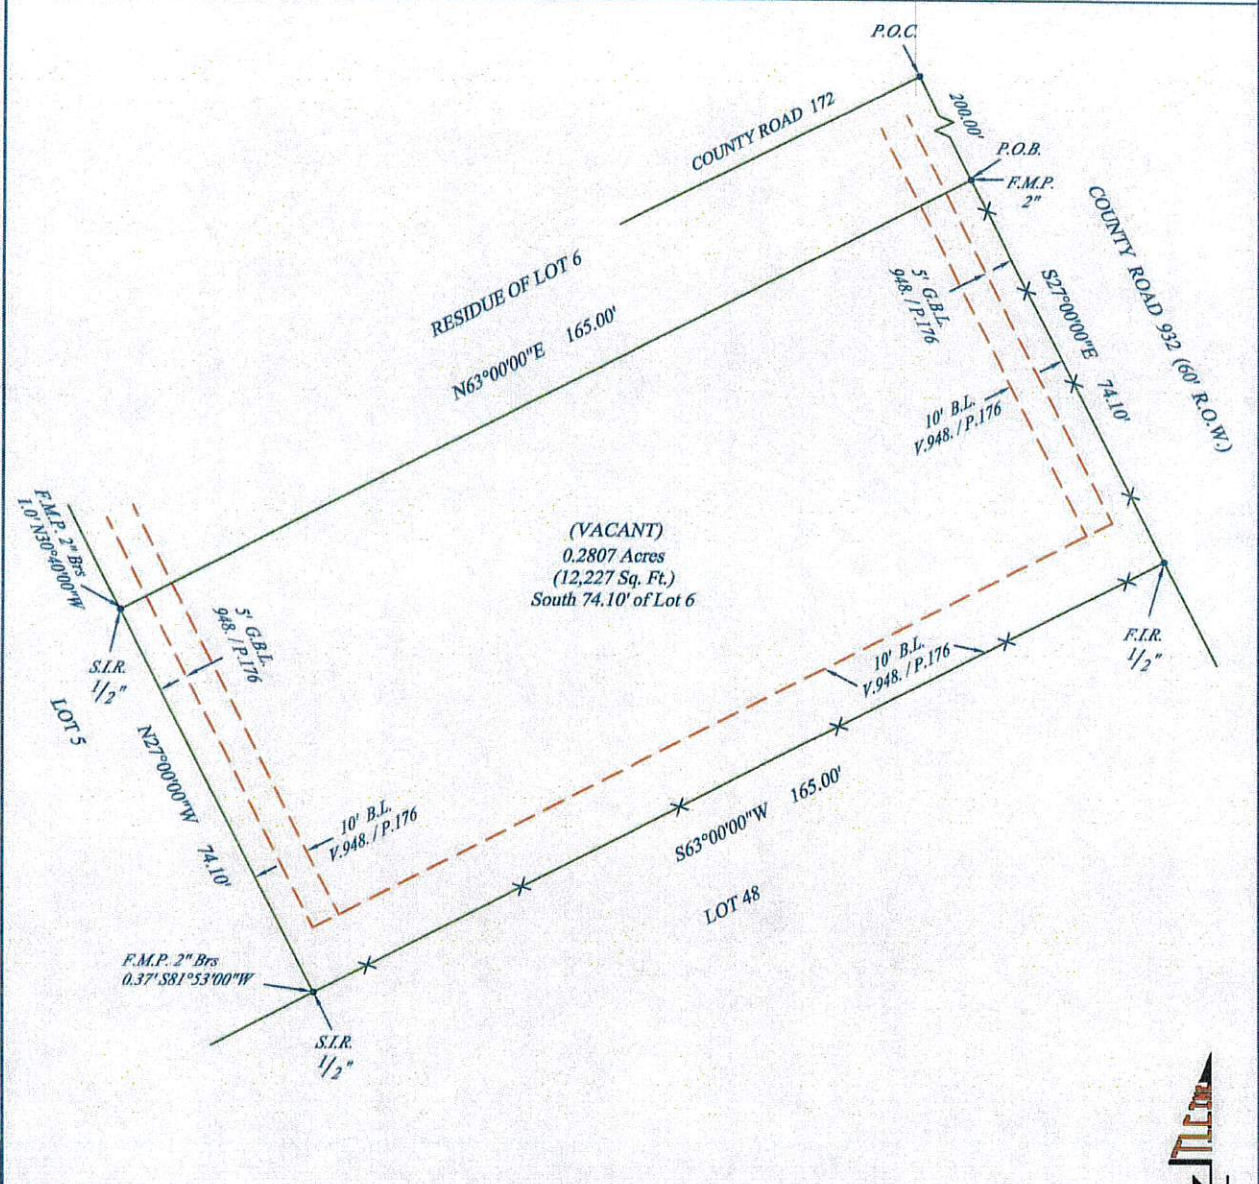 P.O.C.
COUNTY ROAD 172
200.00'
P.O.B.
F.M.P.
2"
COUNTY ROAD 932 (60' R.O.W.)
RESIDUE OF LOT 6
N63°00'00"E 165.00'
5' G.B.L.
948. / P.176
S27°00'00"E 74.10'
10' B.L.
V.948. / P.176
F.M.P. 2" Brs
1.0' N30°40'00"W
(VACANT)
0.2807 Acres
(12,227 Sq. Ft.)
South 74.10' of Lot 6
5' G.B.L.
948. / P.176
S.I.R.
1/2"
LOT 5
N27°00'00"W 74.10'
10' B.L.
V.948. / P.176
F.I.R.
1/2"
10' B.L.
V.948. / P.176
S63°00'00"W 165.00'
LOT 48
F.M.P. 2" Brs
0.37' S81°53'00"W
S.I.R.
1/2"
TLC Inc